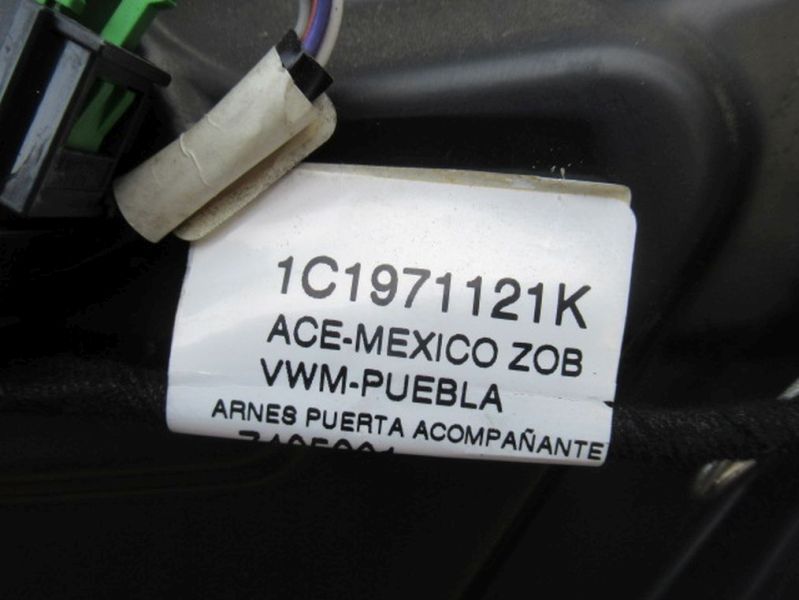 1C1971121K
ACE-MEXICO ZOB
VWM-PUEBLA
ARNES PUERTA ACOMPAÑANTE